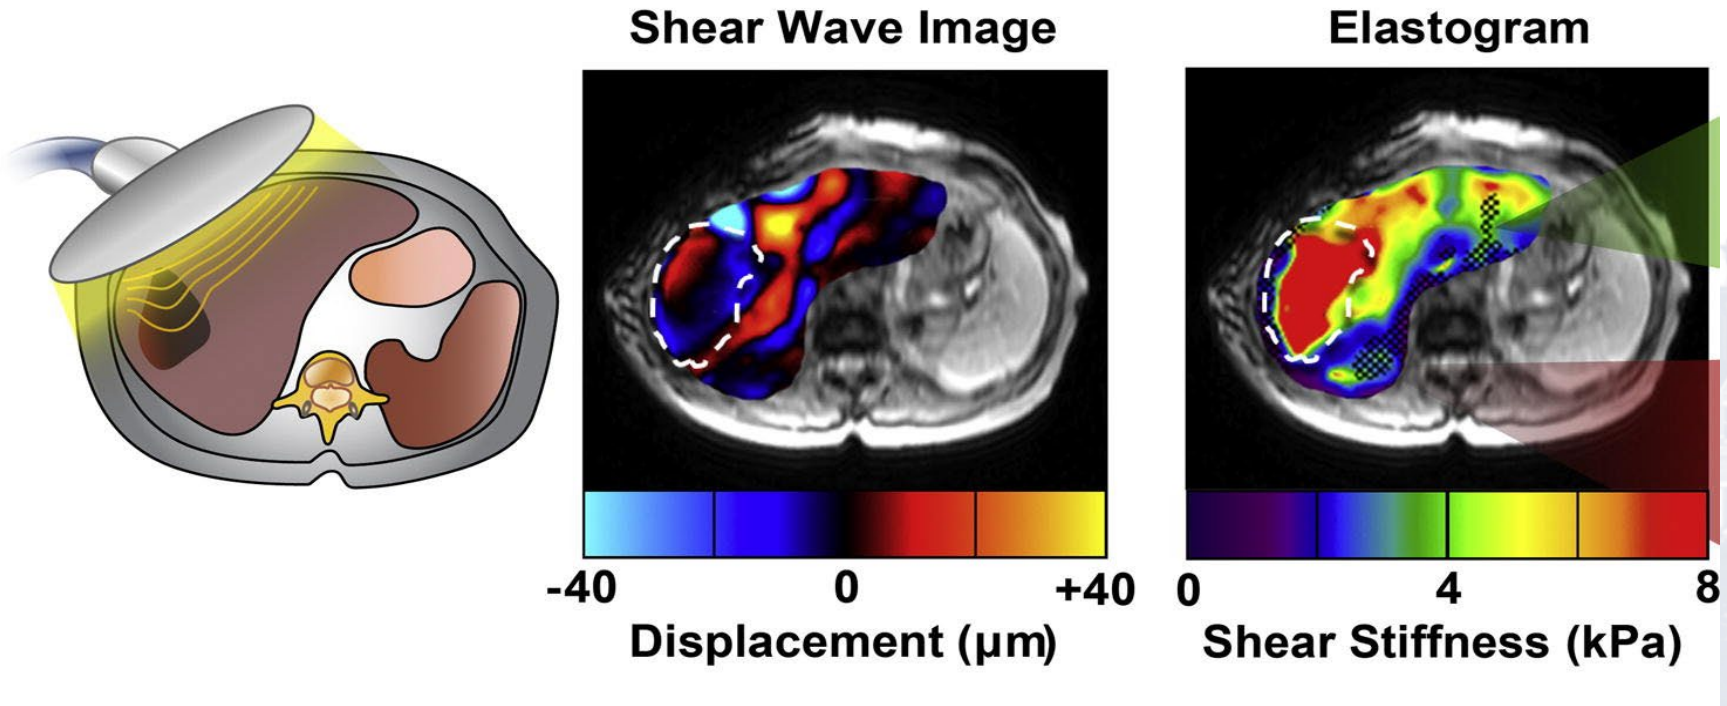 Shear Wave Image
Elastogram
-40
0
+40
Displacement (μm)
0
4
8
Shear Stiffness (kPa)